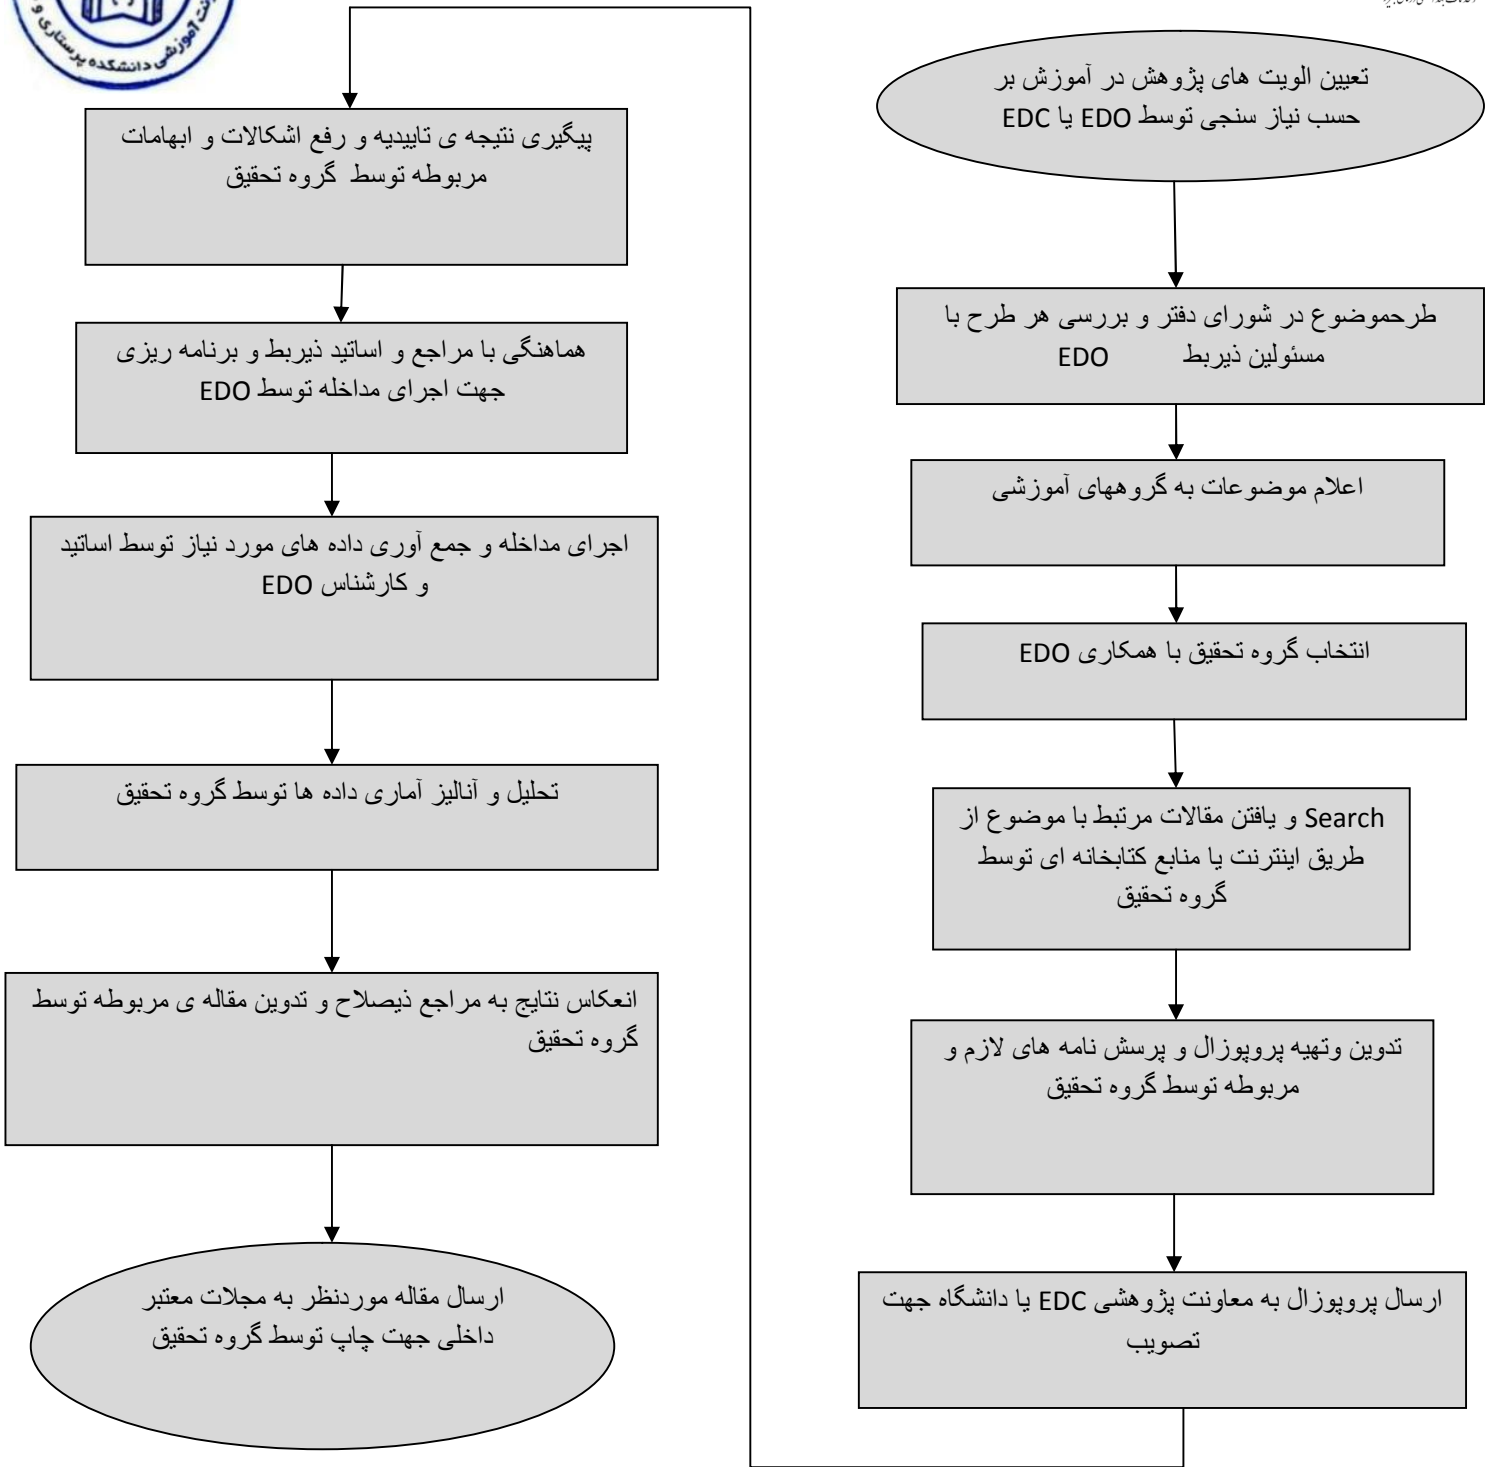 تعیین الویت های پژوهش در آموزش بر
حسب نیاز سنجی توسط EDO یا EDC
طرحموضوع در شورای دفتر و بررسی هر طرح با
مسئولین ذیربط EDO
اعلام موضوعات به گروههای آموزشی
انتخاب گروه تحقیق با همکاری EDO
Search و یافتن مقالات مرتبط با موضوع از
طریق اینترنت یا منابع کتابخانه ای توسط
گروه تحقیق
تدوین وتهیه پروپوزال و پرسش نامه های لازم و
مربوطه توسط گروه تحقیق
ارسال پروپوزال به معاونت پژوهشی EDC یا دانشگاه جهت
تصویب
پیگیری نتیجه ی تاییدیه و رفع اشکالات و ابهامات
مربوطه توسط گروه تحقیق
هماهنگی با مراجع و اساتید ذیربط و برنامه ریزی
جهت اجرای مداخله توسط EDO
اجرای مداخله و جمع آوری داده های مورد نیاز توسط اساتید
و کارشناس EDO
تحلیل و آنالیز آماری داده ها توسط گروه تحقیق
انعکاس نتایج به مراجع ذیصلاح و تدوین مقاله ی مربوطه توسط
گروه تحقیق
ارسال مقاله موردنظر به مجلات معتبر
داخلی جهت چاپ توسط گروه تحقیق
آموزشی دانشکده پرستاری و